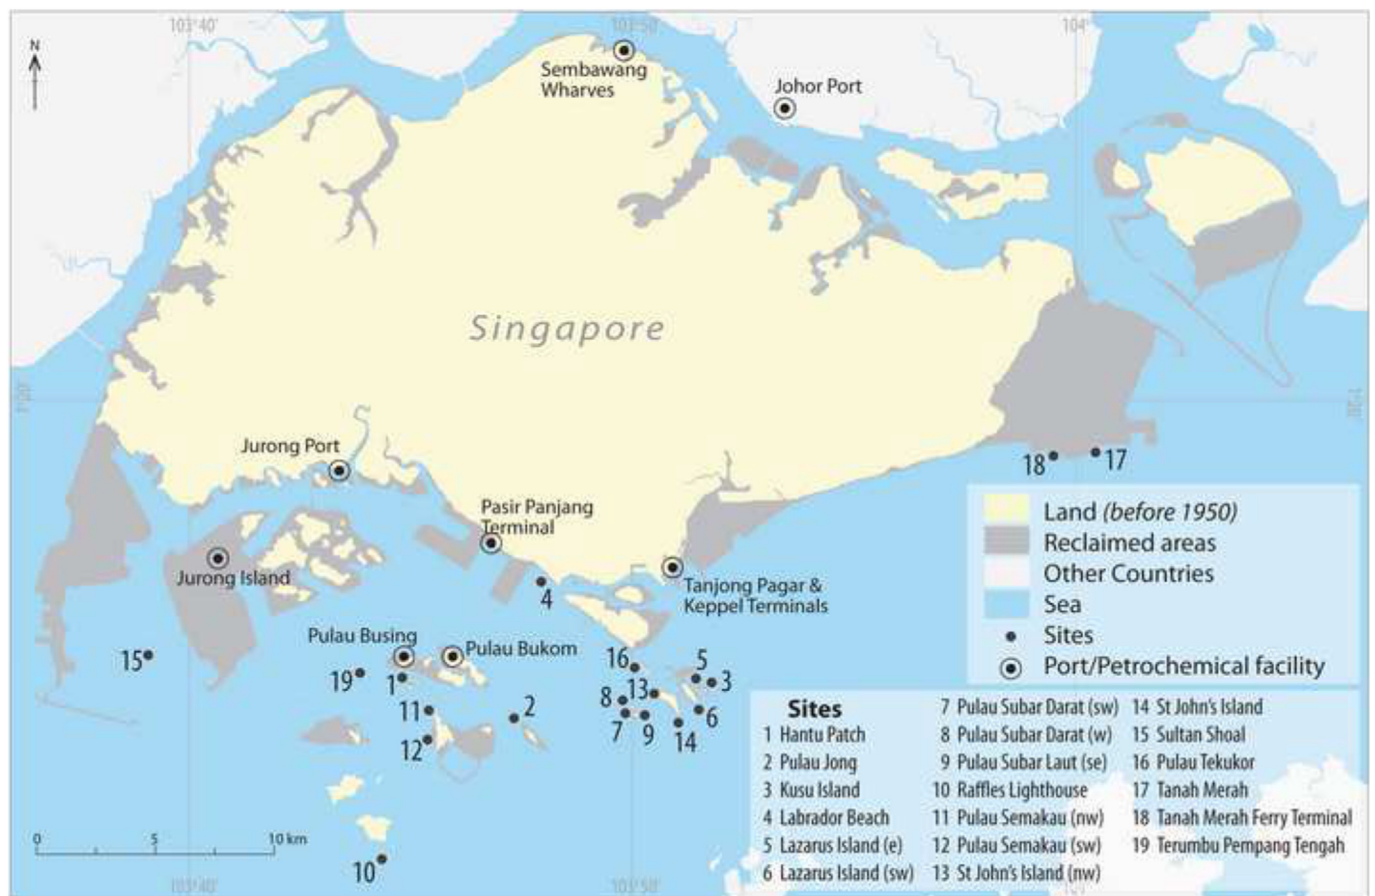 103°40'
103°50'
104°
N
Sembawang
Wharves
Johor Port
Singapore
Jurong Port
Pasir Panjang
Terminal
Jurong Island
4
Tanjong Pagar &
Keppel Terminals
18
17
Pulau Busing
Pulau Bukom
15
19
1
16
5
3
13
8
11
2
7
9
6
14
12
10
0
5
10 km
103°40'
103°50'
Land (before 1950)
Reclaimed areas
Other Countries
Sea
Sites
Port/Petrochemical facility
Sites
1 Hantu Patch
2 Pulau Jong
3 Kusu Island
4 Labrador Beach
5 Lazarus Island (e)
6 Lazarus Island (sw)
7 Pulau Subar Darat (sw)
8 Pulau Subar Darat (w)
9 Pulau Subar Laut (se)
10 Raffles Lighthouse
11 Pulau Semakau (nw)
12 Pulau Semakau (sw)
13 St John's Island (nw)
14 St John's Island
15 Sultan Shoal
16 Pulau Tekukor
17 Tanah Merah
18 Tanah Merah Ferry Terminal
19 Terumbu Pempang Tengah